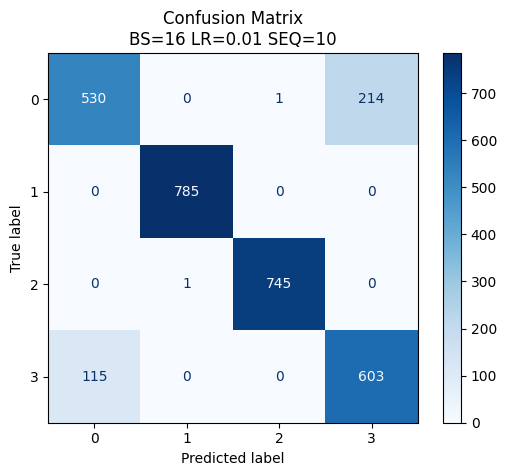 Confusion Matrix
BS=16 LR=0.01 SEQ=10
True label
0 530 0 1 214
1 0 785 0 0
2 0 1 745 0
3 115 0 0 603
0 1 2 3
Predicted label
700
600
500
400
300
200
100
0